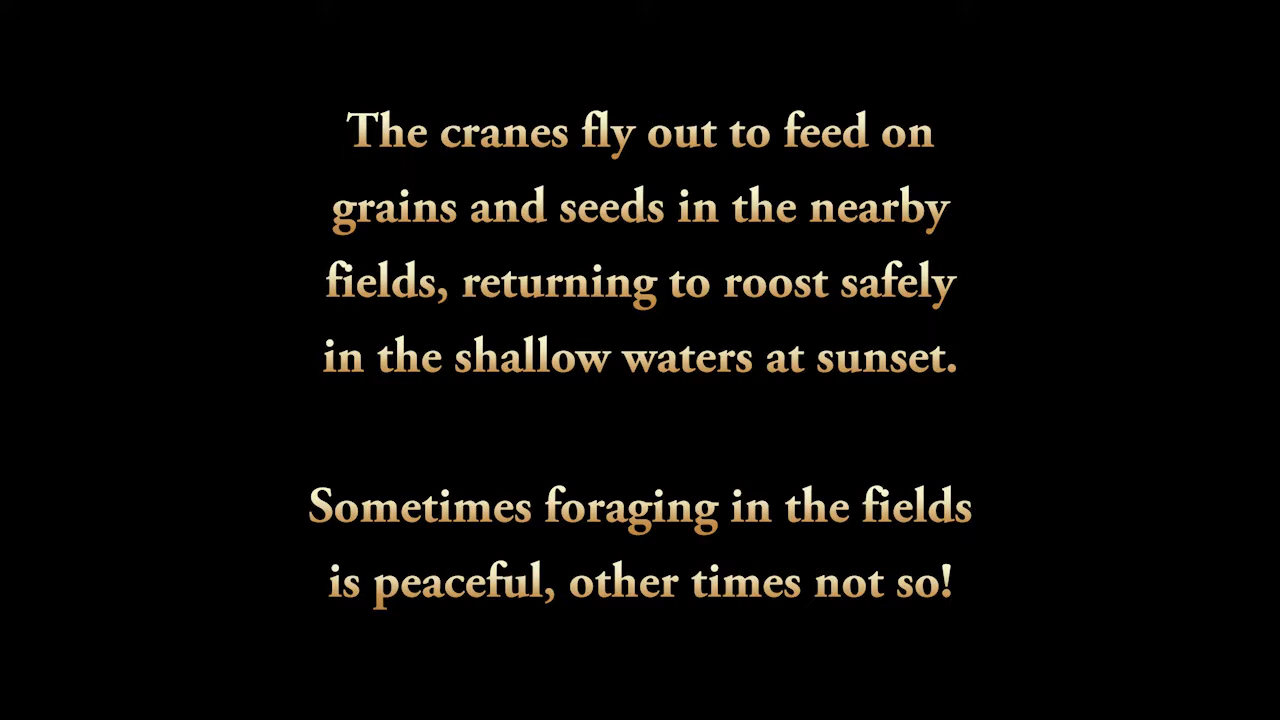 The cranes fly out to feed on
grains and seeds in the nearby
fields, returning to roost safely
in the shallow waters at sunset.
Sometimes foraging in the fields
is peaceful, other times not so!